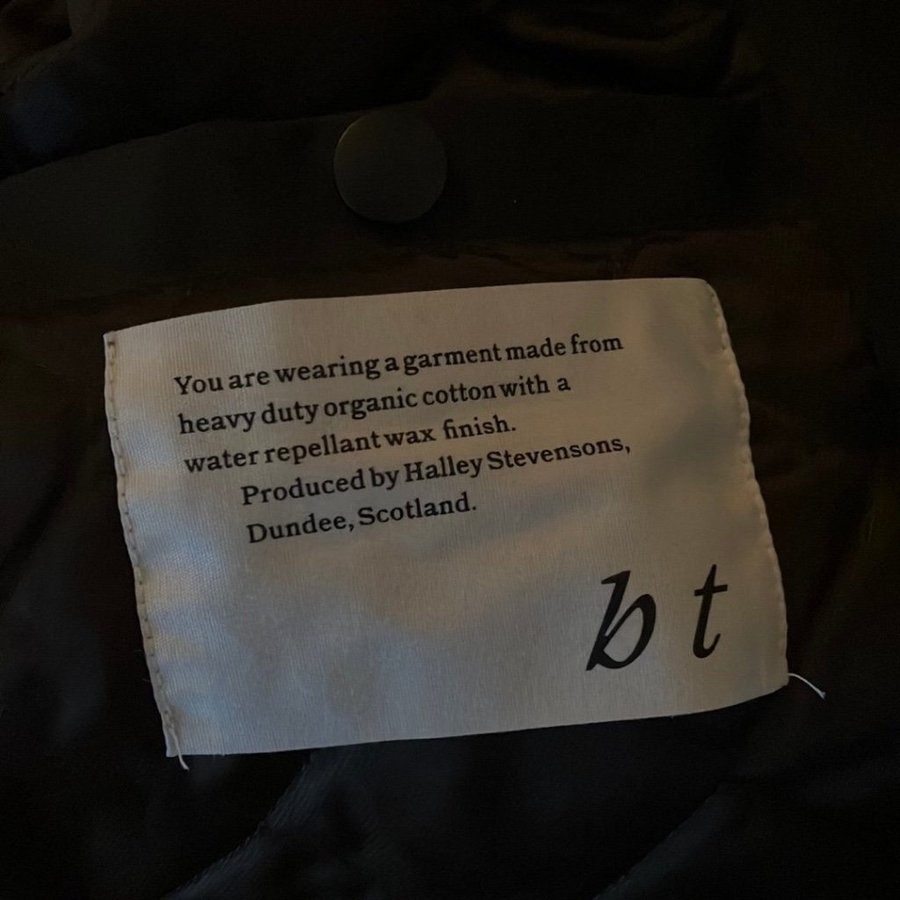 You are wearing a garment made from
heavy duty organic cotton with a
water repellant wax finish.
Produced by Halley Stevensons,
Dundee, Scotland.
b t